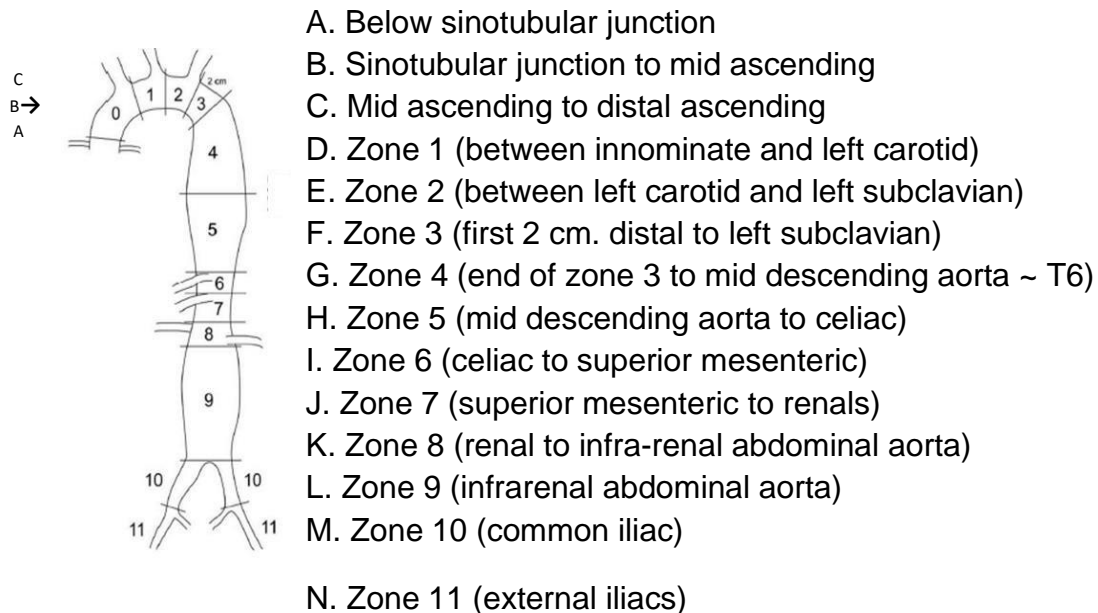 A. Below sinotubular junction
B. Sinotubular junction to mid ascending
C. Mid ascending to distal ascending
D. Zone 1 (between innominate and left carotid)
E. Zone 2 (between left carotid and left subclavian)
F. Zone 3 (first 2 cm. distal to left subclavian)
G. Zone 4 (end of zone 3 to mid descending aorta ~ T6)
H. Zone 5 (mid descending aorta to celiac)
I. Zone 6 (celiac to superior mesenteric)
J. Zone 7 (superior mesenteric to renals)
K. Zone 8 (renal to infra-renal abdominal aorta)
L. Zone 9 (infrarenal abdominal aorta)
M. Zone 10 (common iliac)
N. Zone 11 (external iliacs)
C
B→
A
0
1
2
2 cm
3
4
5
6
7
8
9
10
10
11
11